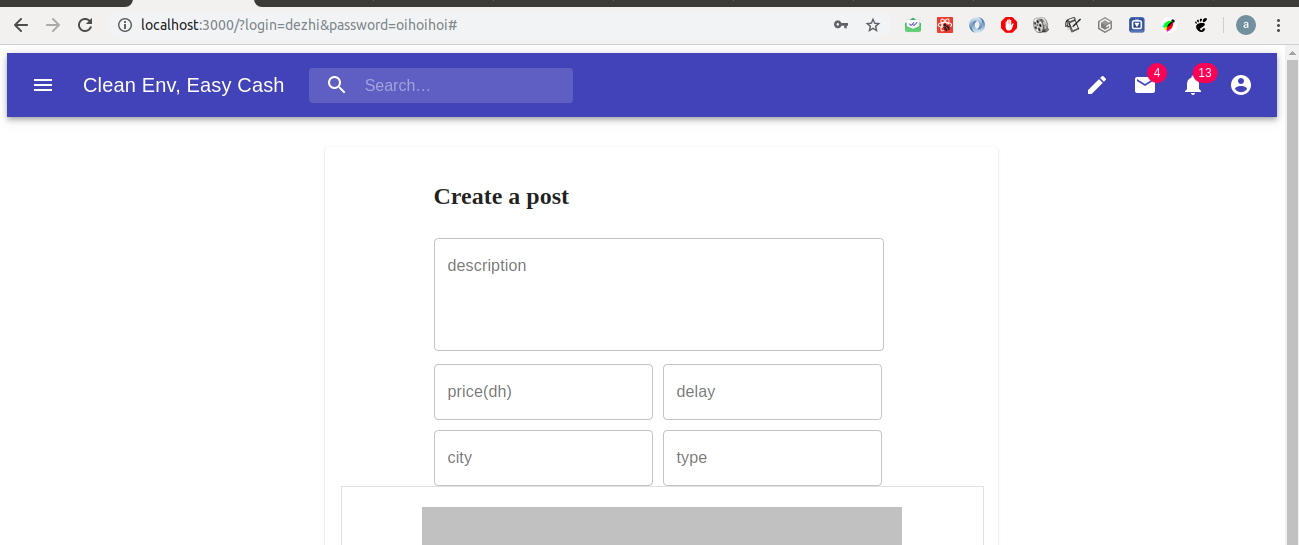 localhost:3000/?login=dezhi&password=oihoihoi#
a
Clean Env, Easy Cash
Search…
4
13
Create a post
description
price(dh)
delay
city
type